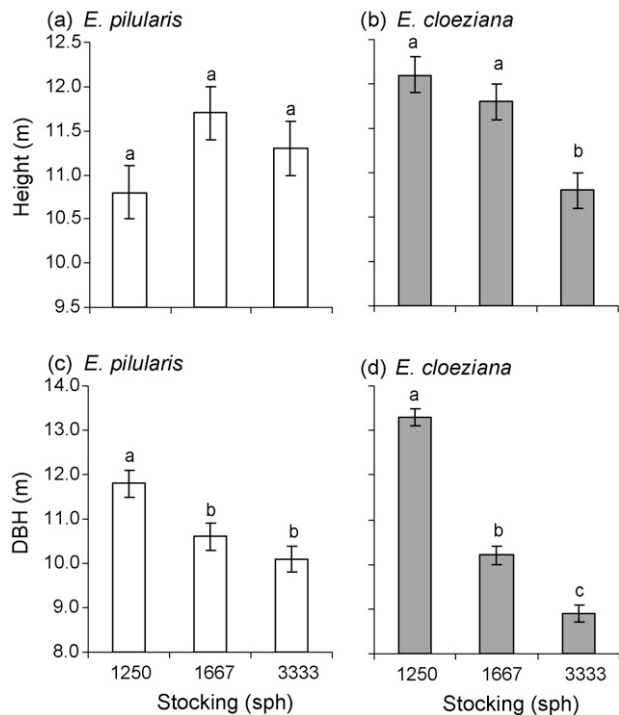 (a) E. pilularis
(b) E. cloeziana
12.5
12.0
11.5
11.0
10.5
10.0
9.5
Height (m)
a
a
a
a
a
b
(c) E. pilularis
(d) E. cloeziana
14.0
13.0
12.0
11.0
10.0
9.0
8.0
DBH (m)
a
b
b
a
b
c
1250 1667 3333
1250 1667 3333
Stocking (sph)
Stocking (sph)